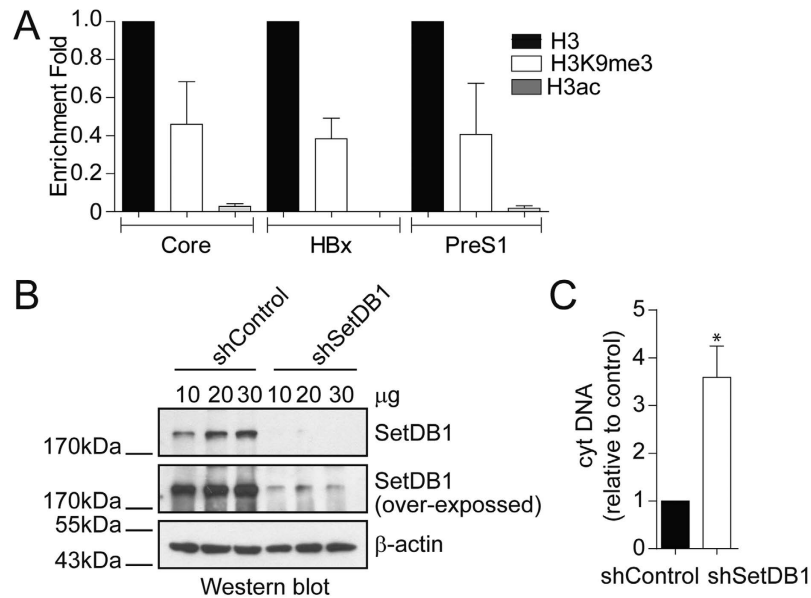 A
Enrichment Fold
1.0
0.8
0.6
0.4
0.2
0
H3
H3K9me3
H3ac
Core
HBx
PreS1
B
shControl
shSetDB1
10 20 30 10 20 30 μg
170kDa
SetDB1
170kDa
SetDB1
(over-expossed)
55kDa
43kDa
β-actin
Western blot
C
cyt DNA
(relative to control)
5
4
3
2
1
0
*
shControl shSetDB1